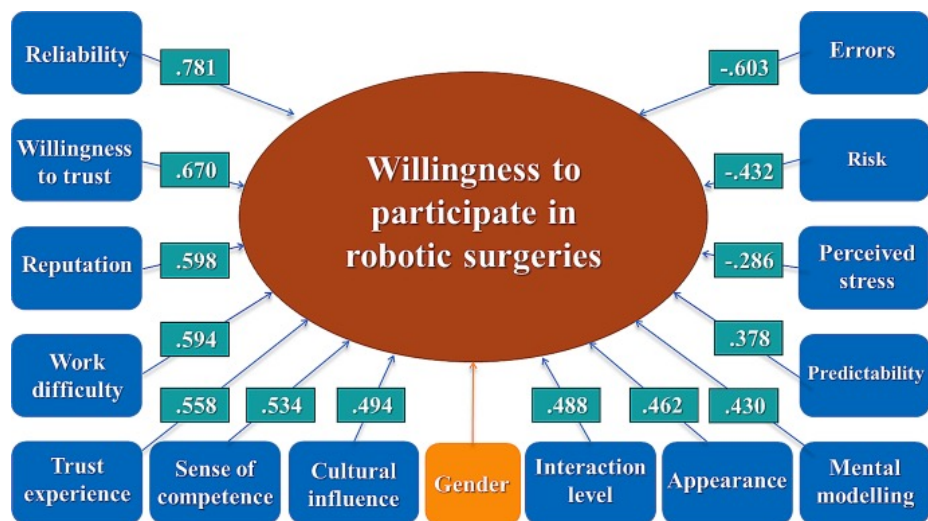 Reliability
.781
Errors
-.603
Willingness
to trust
.670
Willingness to
participate in
robotic surgeries
Risk
-.432
Reputation
.598
Perceived
stress
-.286
Work
difficulty
.594
Predictability
.378
Trust
experience
.558
Sense of
competence
.534
Cultural
influence
.494
Gender
Interaction
level
.488
Appearance
.462
Mental
modelling
.430